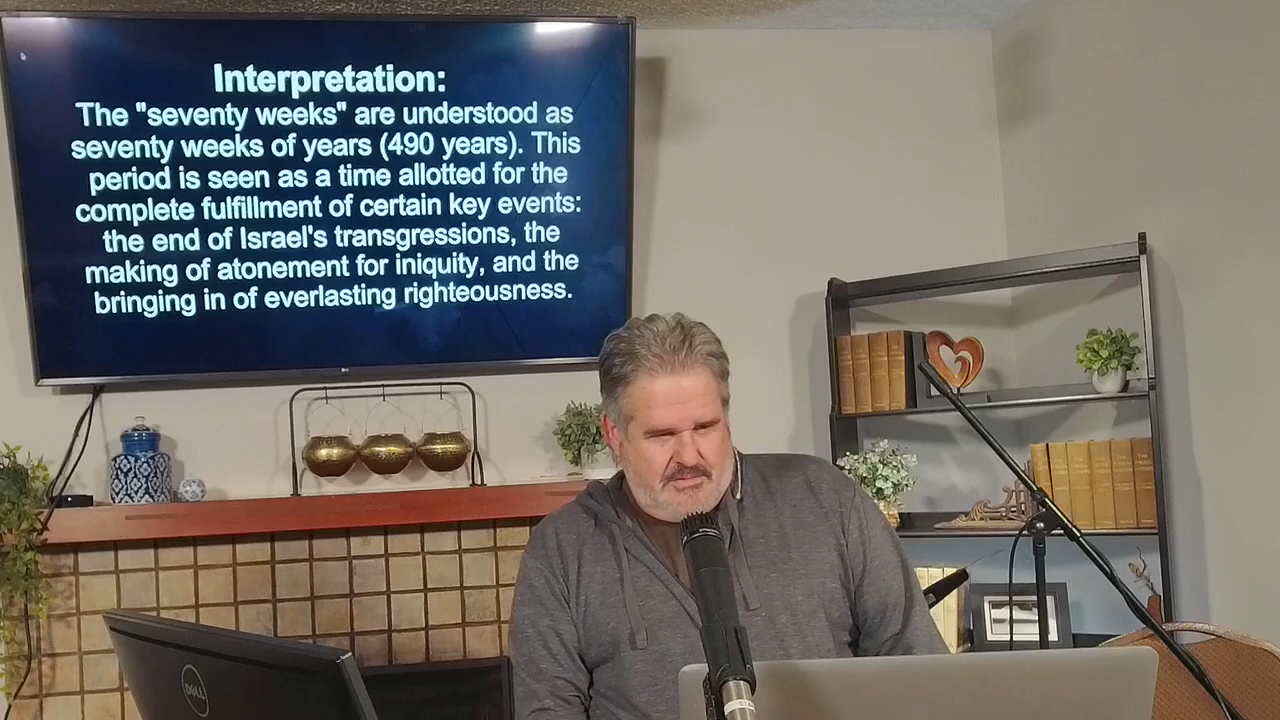 Interpretation:
The "seventy weeks" are understood as
seventy weeks of years (490 years). This
period is seen as a time allotted for the
complete fulfillment of certain key events:
the end of Israel's transgressions, the
making of atonement for iniquity, and the
bringing in of everlasting righteousness.
DELL